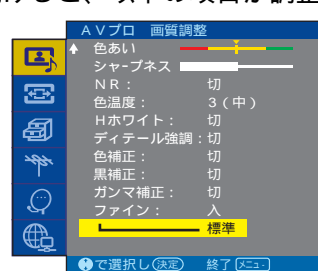 AVプロ 画質調整
色あい
シャープネス
NR: 切
色温度: 3(中)
Hホワイト: 切
ディテール強調:切
色補正: 切
黒補正: 切
ガンマ補正: 切
ファイン: 入
標準
で選択し 決定 終了 メニュー